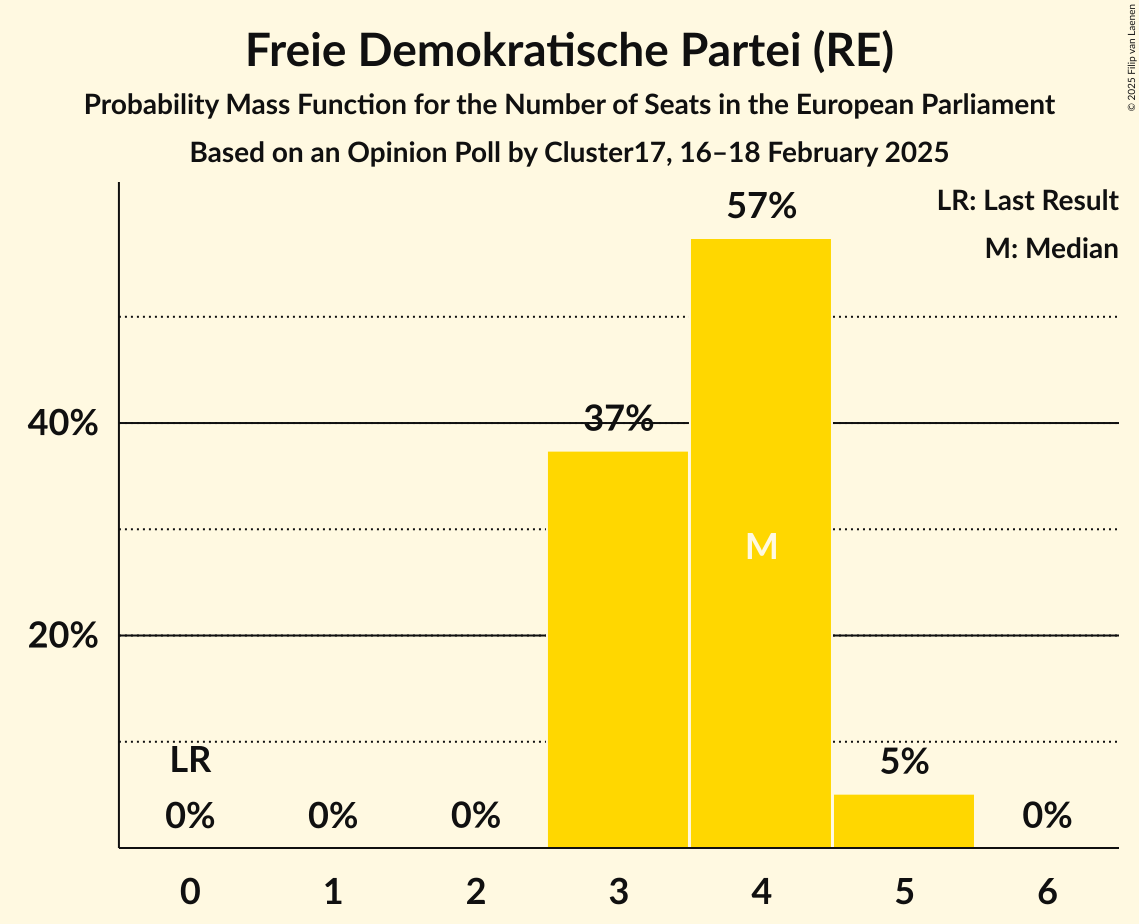 Freie Demokratische Partei (RE)
Probability Mass Function for the Number of Seats in the European Parliament
Based on an Opinion Poll by Cluster17, 16–18 February 2025
© 2025 Filip van Laenen
LR: Last Result
M: Median
57%
40%
37%
M
20%
LR
5%
0%
0%
0%
0%
0 1 2 3 4 5 6